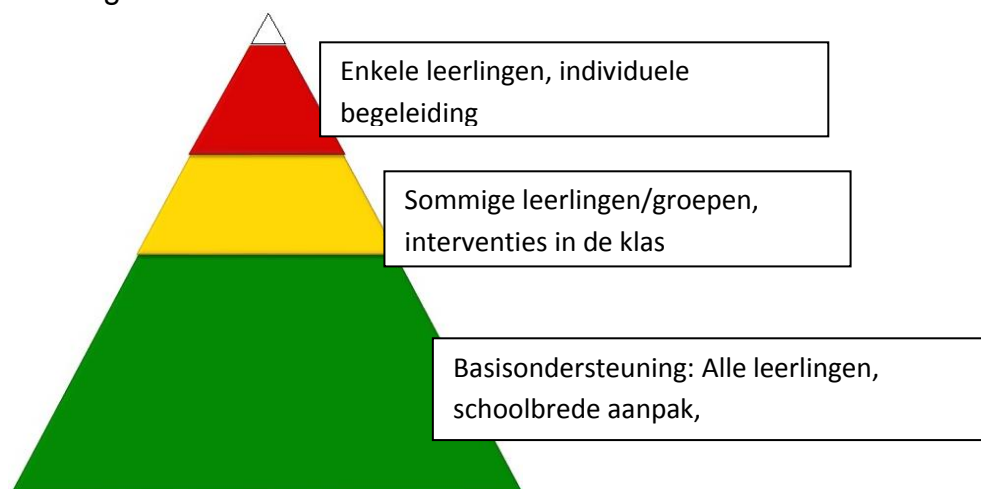 Enkele leerlingen, individuele
begeleiding
Sommige leerlingen/groepen,
interventies in de klas
Basisondersteuning: Alle leerlingen,
schoolbrede aanpak,